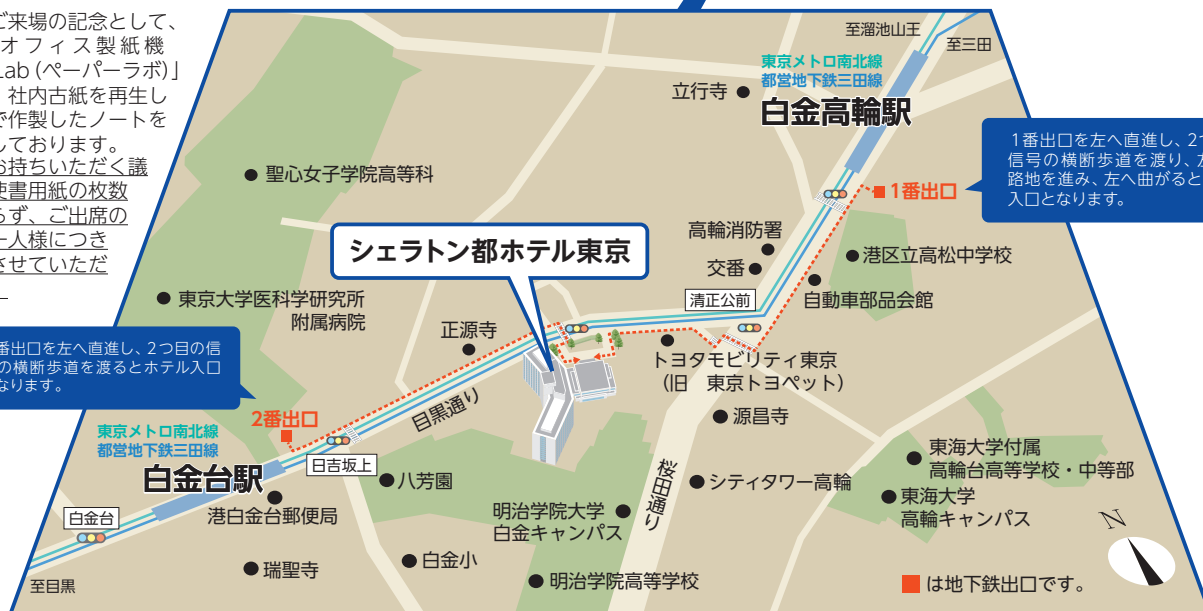 ご来場の記念として、
オフィス製紙機
Lab(ペーパーラボ)」
社内古紙を再生し
で作製したノートを
しております。
お持ちいただく議
使書用紙の枚数
らず、ご出席の
一人様につき
させていただ
至溜池山王
至三田
東京メトロ南北線
都営地下鉄三田線
白金高輪駅
立行寺
1番出口を左へ直進し、2つ
信号の横断歩道を渡り、左
路地を進み、左へ曲がると
入口となります。
1番出口
聖心女子学院高等科
シェラトン都ホテル東京
高輪消防署
交番
港区立高松中学校
清正公前
自動車部品会館
東京大学医科学研究所
附属病院
正源寺
トヨタモビリティ東京
(旧 東京トヨペット)
番出口を左へ直進し、2つ目の信
の横断歩道を渡るとホテル入口
なります。
2番出口
目黒通り
源昌寺
東京メトロ南北線
都営地下鉄三田線
白金台駅
日吉坂上
八芳園
桜田通り
シティタワー高輪
東海大学付属
高輪台高等学校・中等部
東海大学
高輪キャンパス
港白金台郵便局
明治学院大学
白金キャンパス
白金台
瑞聖寺
白金小
明治学院高等学校
N
至目黒
は地下鉄出口です。